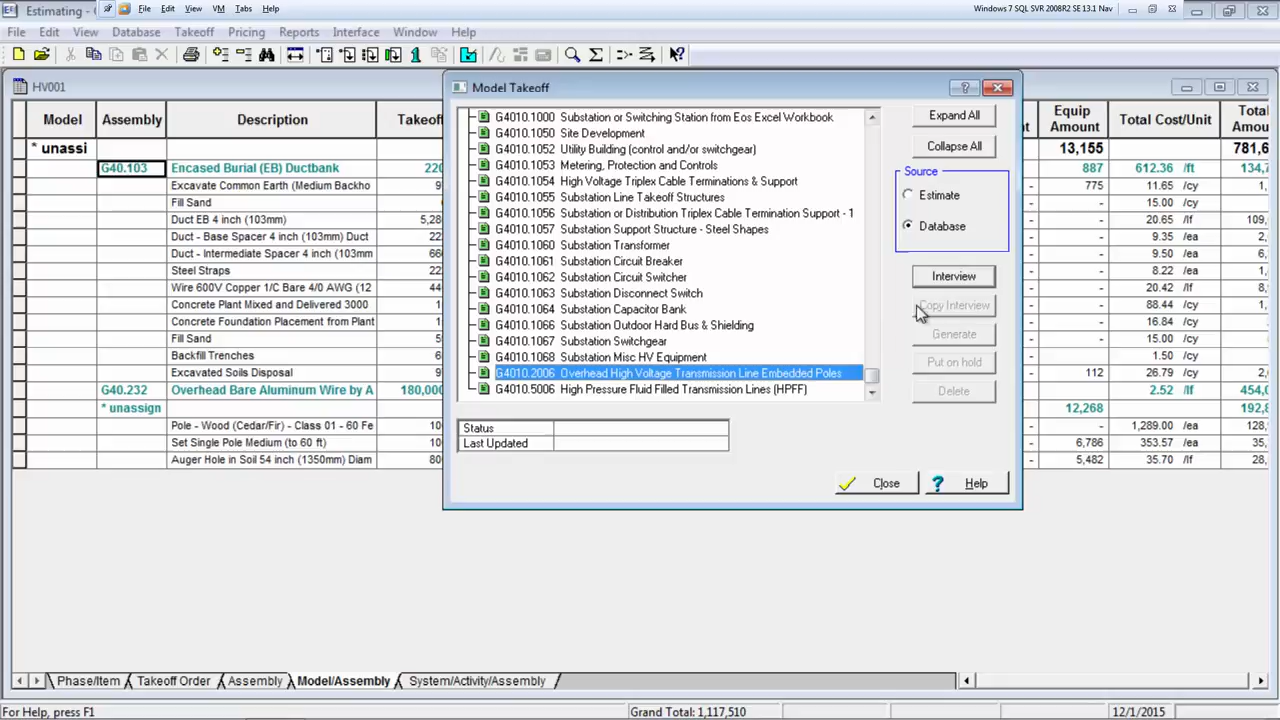 Estimating -
File Edit View VM Tabs Help
Windows 7 SQL SVR 2008R2 SE 13.1 Nav
File Edit View Database Takeoff Pricing Reports Interface Window Help
HV001
Model Assembly Description Takeoff
Equip Amount Total Cost/Unit Total
* unassi 13,155 781,6
G40.103 Encased Burial (EB) Ductbank 220 887 612.36 /ft 134,7
Excavate Common Earth (Medium Backho 775 11.65 /cy
Fill Sand - 15.00 /cy
Duct EB 4 inch (103mm) 5,28 - 20.65 /lf 109,
Duct - Base Spacer 4 inch (103mm) Duct 22 - 9.35 /ea 2,
Duct - Intermediate Spacer 4 inch (103mm 66 - 9.30 /ea 6,
Steel Straps 22 - 8.22 /ea
Wire 600V Copper 1/C Bare 4/0 AWG (12 44 - 10.26 /lf
Concrete Plant Mixed and Delivered 3000 - 88.44 /cy
Concrete Foundation Placement from Plant - 16.84 /cy
Fill Sand - 15.00 /cy
Backfill Trenches - 1.50 /cy
Excavated Soils Disposal 112 26.79 /cy
G40.232 Overhead Bare Aluminum Wire by A 180,000 2.52 /lf 454,0
* unassign 12,268 192,8
Pole - Wood (Cedar/Fir) - Class 01 - 60 Fe 10 - 1,289.00 /ea 128,
Set Single Pole Medium (to 60 ft) 10 6,786 353.57 /ea 35,
Auger Hole in Soil 54 inch (1350mm) Diam 80 5,482 35.70 /lf 28,
Model Takeoff
G4010.1000 Substation or Switching Station from Eos Excel Workbook
G4010.1050 Site Development
G4010.1052 Utility Building (control and/or switchgear)
G4010.1053 Metering, Protection and Controls
G4010.1054 High Voltage Triplex Cable Terminations & Support
G4010.1055 Substation Line Takeoff Structures
G4010.1056 Substation or Distribution Triplex Cable Termination Support - 1
G4010.1057 Substation Support Structure - Steel Shapes
G4010.1060 Substation Transformer
G4010.1061 Substation Circuit Breaker
G4010.1062 Substation Circuit Switcher
G4010.1063 Substation Disconnect Switch
G4010.1064 Substation Capacitor Bank
G4010.1066 Substation Outdoor Hard Bus & Shielding
G4010.1067 Substation Switchgear
G4010.1068 Substation Misc HV Equipment
G4010.2006 Overhead High Voltage Transmission Line Embedded Poles
G4010.5006 High Pressure Fluid Filled Transmission Lines (HPFF)
Expand All
Collapse All
Source
Estimate
Database
Interview
Copy Interview
Generate
Put on hold
Delete
Status
Last Updated
Close
Help
Phase/Item Takeoff Order Assembly Model/Assembly System/Activity/Assembly
For Help, press F1 Grand Total: 1,117,510 12/1/2015